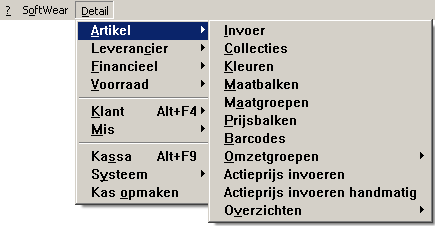 ? SoftWear Detail
Artikel
Leverancier
Financieel
Voorraad
Klant Alt+F4
Mis
Kassa Alt+F9
Systeem
Kas opmaken
Invoer
Collecties
Kleuren
Maatbalken
Maatgroepen
Prijsbalken
Barcodes
Omzetgroepen
Actieprijs invoeren
Actieprijs invoeren handmatig
Overzichten